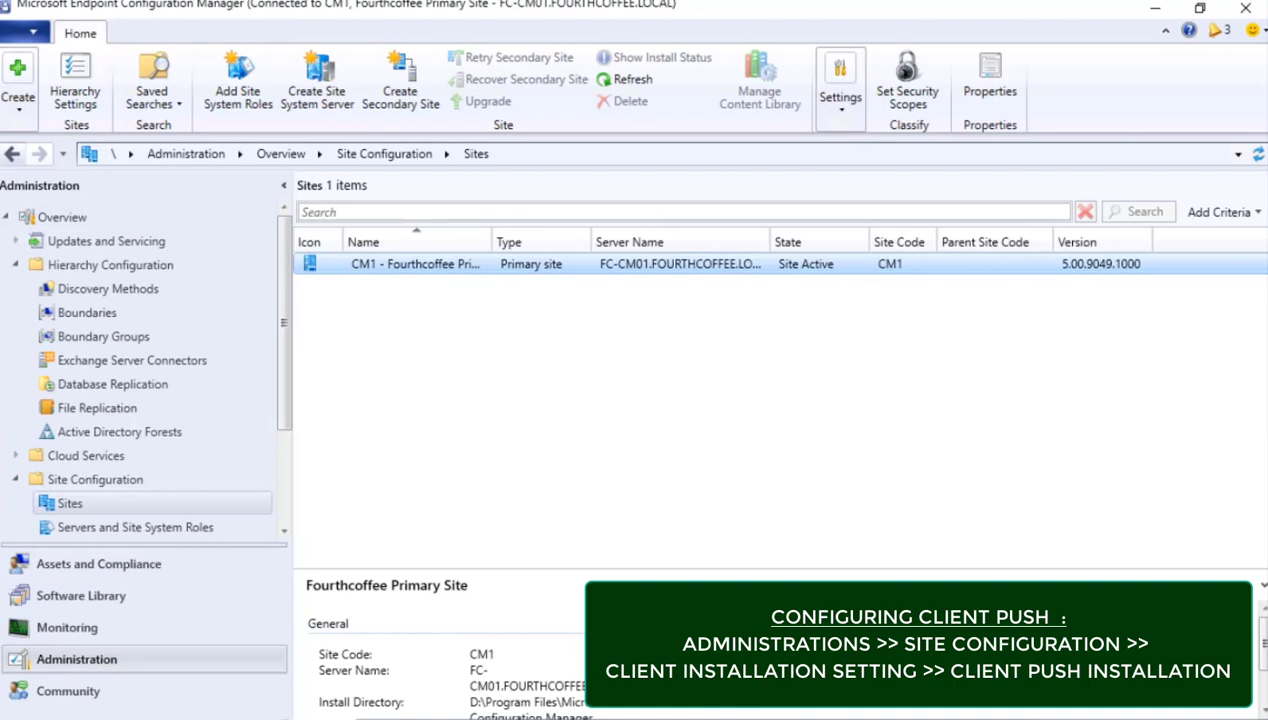 Microsoft Endpoint Configuration Manager (Connected to CM1, Fourthcoffee Primary Site - FC-CM01.FOURTHCOFFEE.LOCAL)
3
Home
Create
Hierarchy Settings
Saved Searches
Add Site System Roles
Create Site System Server
Create Secondary Site
Retry Secondary Site
Recover Secondary Site
Upgrade
Show Install Status
Refresh
Delete
Manage Content Library
Settings
Set Security Scopes
Properties
Sites
Search
Site
Classify
Properties
\ Administration Overview Site Configuration Sites
Administration
Overview
Updates and Servicing
Hierarchy Configuration
Discovery Methods
Boundaries
Boundary Groups
Exchange Server Connectors
Database Replication
File Replication
Active Directory Forests
Cloud Services
Site Configuration
Sites
Servers and Site System Roles
Assets and Compliance
Software Library
Monitoring
Administration
Community
Sites 1 items
Search
Search
Add Criteria
Icon Name Type Server Name State Site Code Parent Site Code Version
CM1 - Fourthcoffee Pri... Primary site FC-CM01.FOURTHCOFFEE.LO... Site Active CM1 5.00.9049.1000
Fourthcoffee Primary Site
General
Site Code: CM1
Server Name: FC-
CM01.FOURTHCOFFEE
Install Directory: D:\Program Files\Micr
Configuration Manager
CONFIGURING CLIENT PUSH :
ADMINISTRATIONS >> SITE CONFIGURATION >>
CLIENT INSTALLATION SETTING >> CLIENT PUSH INSTALLATION